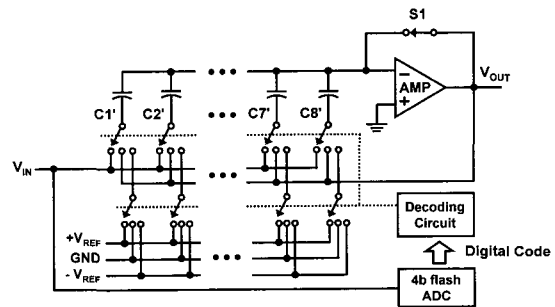 S1
AMP
−
+
V_OUT
C1'
C2'
C7'
C8'
V_IN
Decoding
Circuit
+V_REF
GND
- V_REF
Digital Code
4b flash
ADC